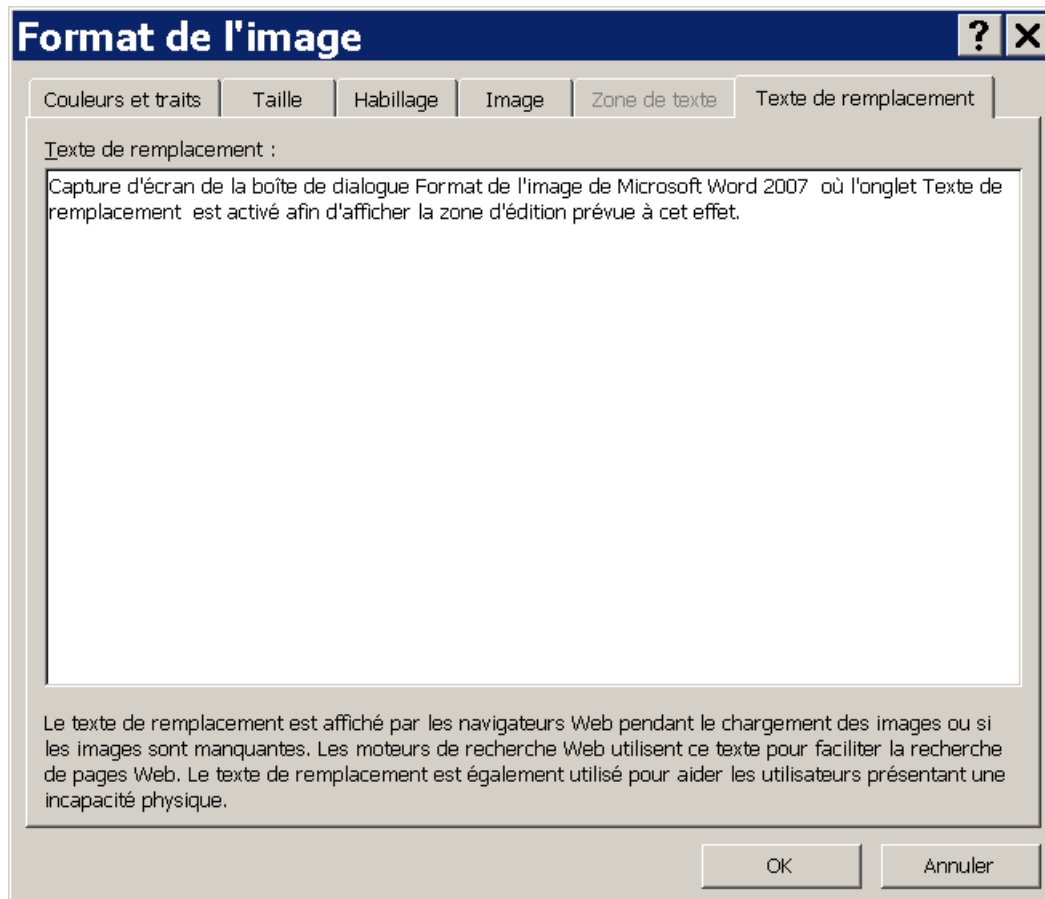 Format de l'image
Couleurs et traits Taille Habillage Image Zone de texte Texte de remplacement
Texte de remplacement :
Capture d'écran de la boîte de dialogue Format de l'image de Microsoft Word 2007  où l'onglet Texte de
remplacement  est activé afin d'afficher la zone d'édition prévue à cet effet.
Le texte de remplacement est affiché par les navigateurs Web pendant le chargement des images ou si
les images sont manquantes. Les moteurs de recherche Web utilisent ce texte pour faciliter la recherche
de pages Web. Le texte de remplacement est également utilisé pour aider les utilisateurs présentant une
incapacité physique.
OK Annuler